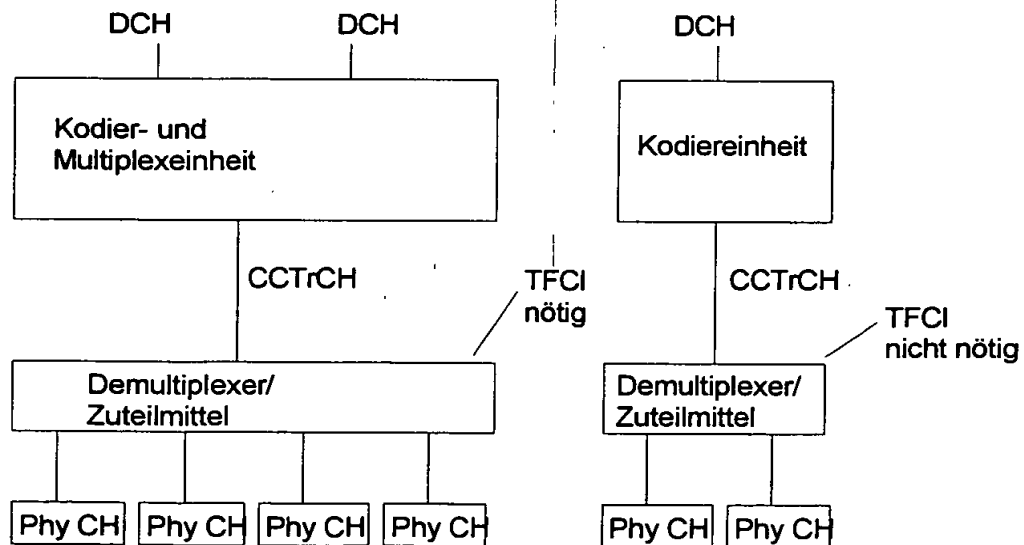 DCH
DCH
DCH
Kodier- und
Multiplexeinheit
Kodiereinheit
CCTrCH
TFCI
nötig
CCTrCH
TFCI
nicht nötig
Demultiplexer/
Zuteilmittel
Demultiplexer/
Zuteilmittel
Phy CH
Phy CH
Phy CH
Phy CH
Phy CH
Phy CH